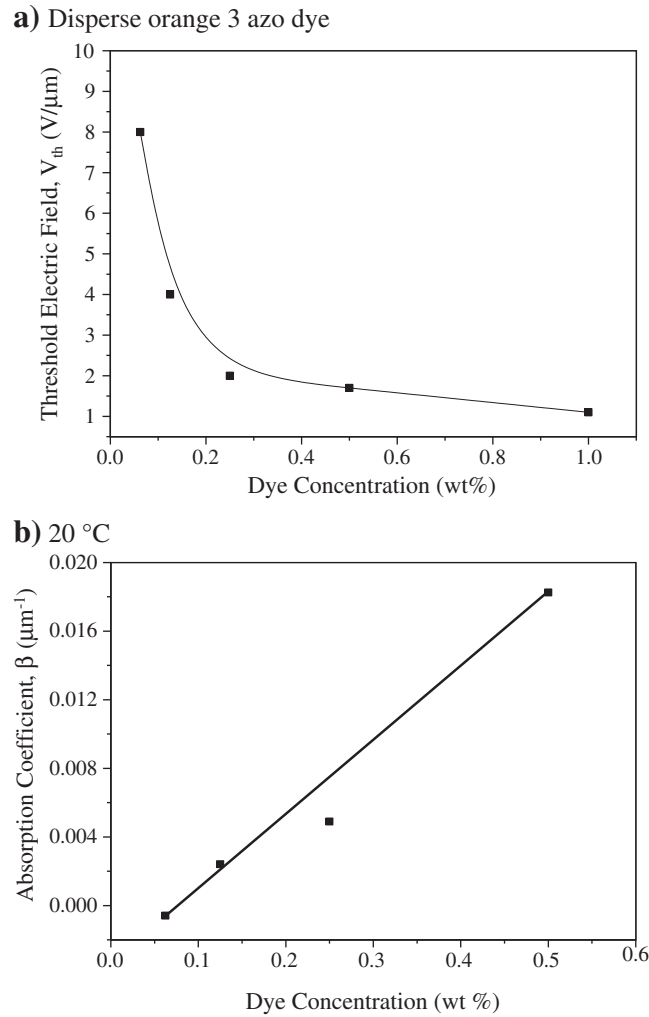 a) Disperse orange 3 azo dye
10
9
8
7
6
5
4
3
2
1
Threshold Electric Field, Vth (V/μm)
0.0 0.2 0.4 0.6 0.8 1.0
Dye Concentration (wt%)
b) 20 °C
0.020
0.016
0.012
0.008
0.004
0.000
Absorption Coefficient, β (μm-1)
0.0 0.1 0.2 0.3 0.4 0.5 0.6
Dye Concentration (wt %)